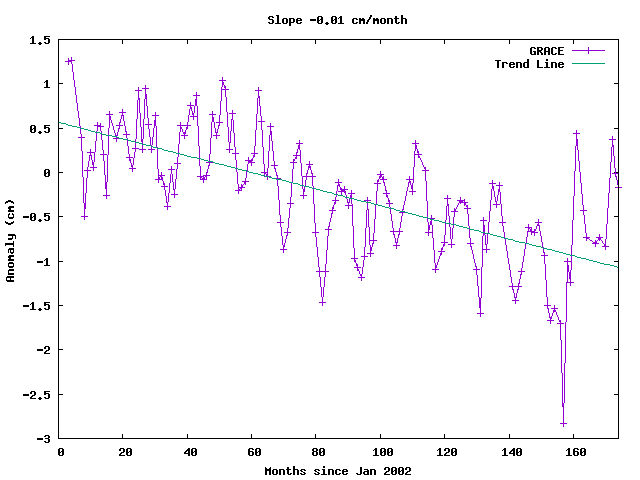 Slope -0.01 cm/month
GRACE
Trend Line
1.5
1
0.5
0
-0.5
-1
-1.5
-2
-2.5
-3
Anomaly (cm)
0 20 40 60 80 100 120 140 160
Months since Jan 2002